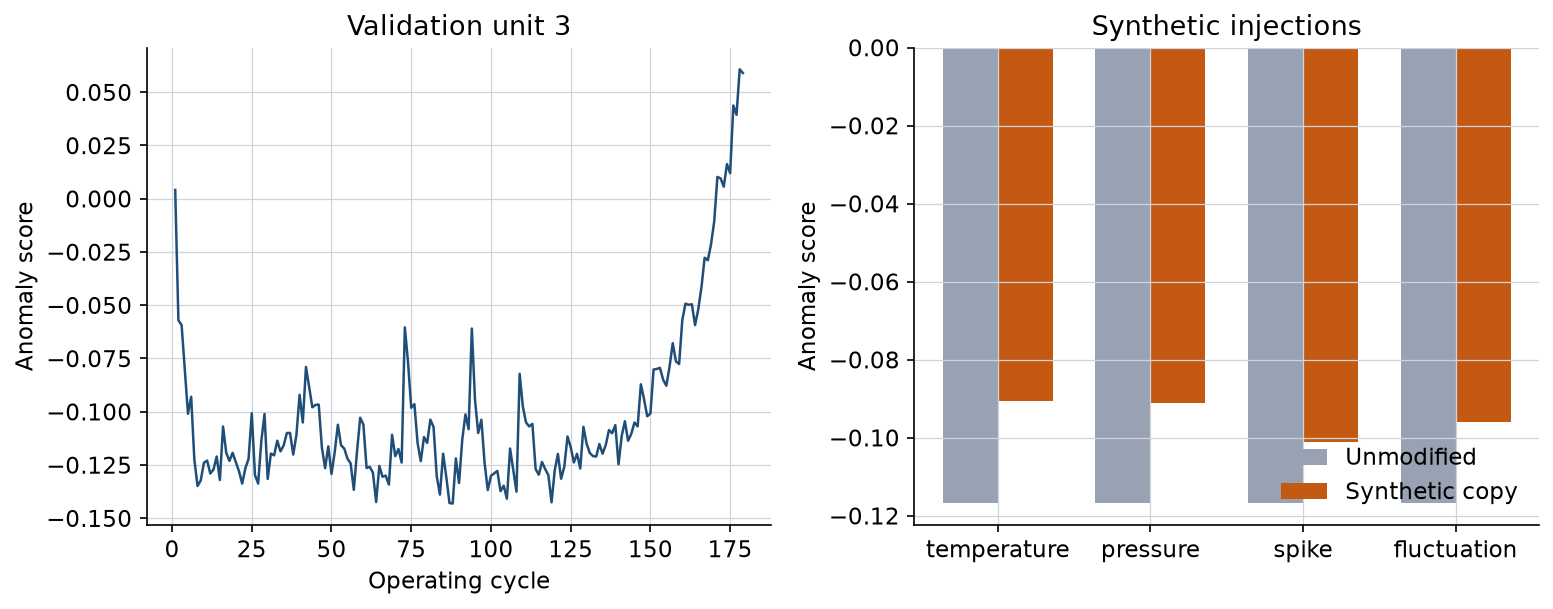 Validation unit 3
Anomaly score
0.050
0.025
0.000
−0.025
−0.050
−0.075
−0.100
−0.125
−0.150
0 25 50 75 100 125 150 175
Operating cycle
Synthetic injections
Anomaly score
0.00
−0.02
−0.04
−0.06
−0.08
−0.10
−0.12
Unmodified
Synthetic copy
temperature pressure spike fluctuation